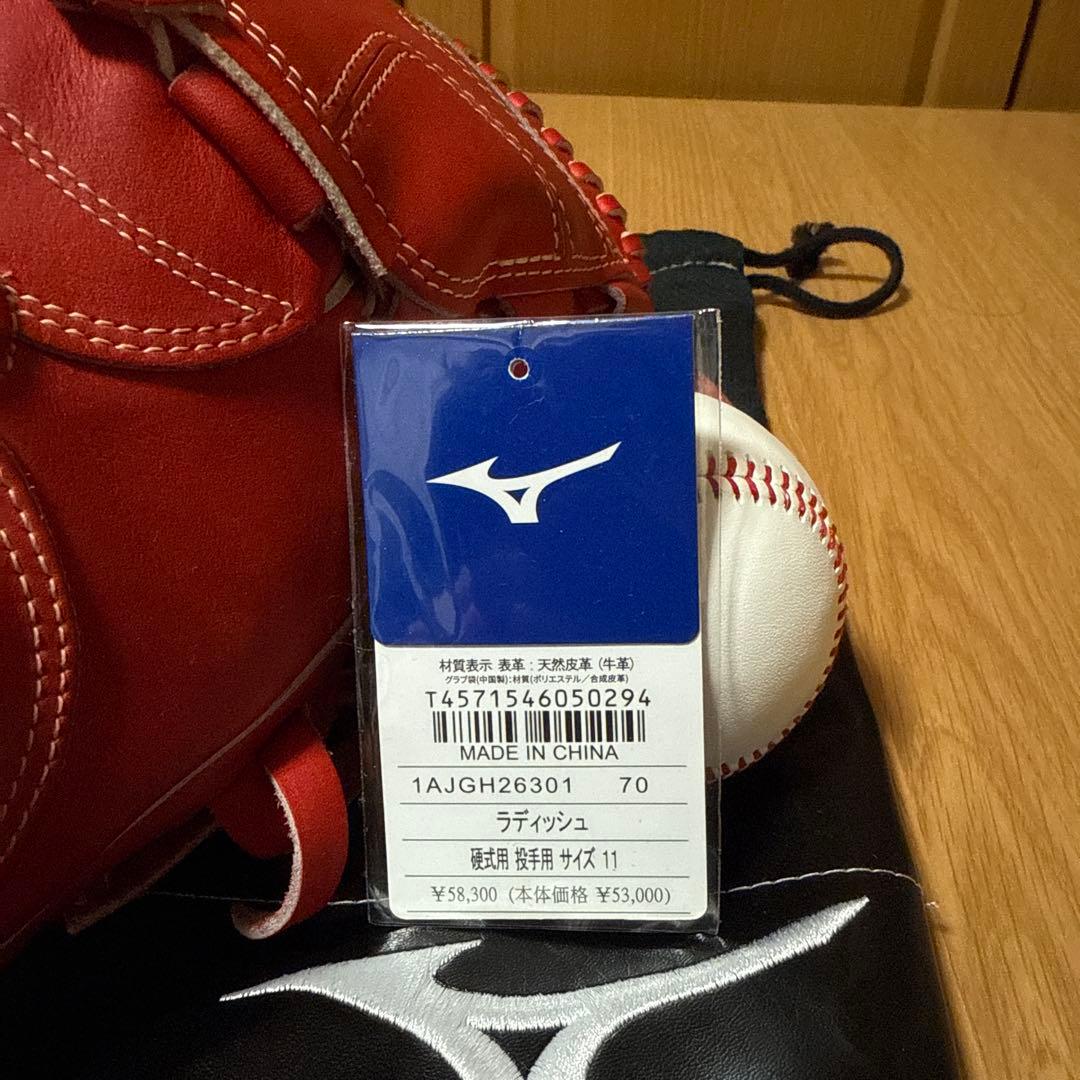 材質表示 表革:天然皮革 (牛革)
グラブ袋(中国製):材質(ポリエステル/合成皮革)
T4571546050294
MADE IN CHINA
1AJGH26301 70
ラディッシュ
硬式用 投手用 サイズ 11
¥58,300 (本体価格 ¥53,000)